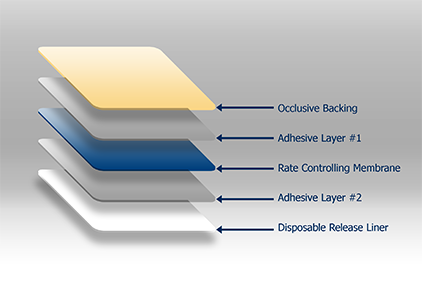 Occlusive Backing
Adhesive Layer #1
Rate Controlling Membrane
Adhesive Layer #2
Disposable Release Liner